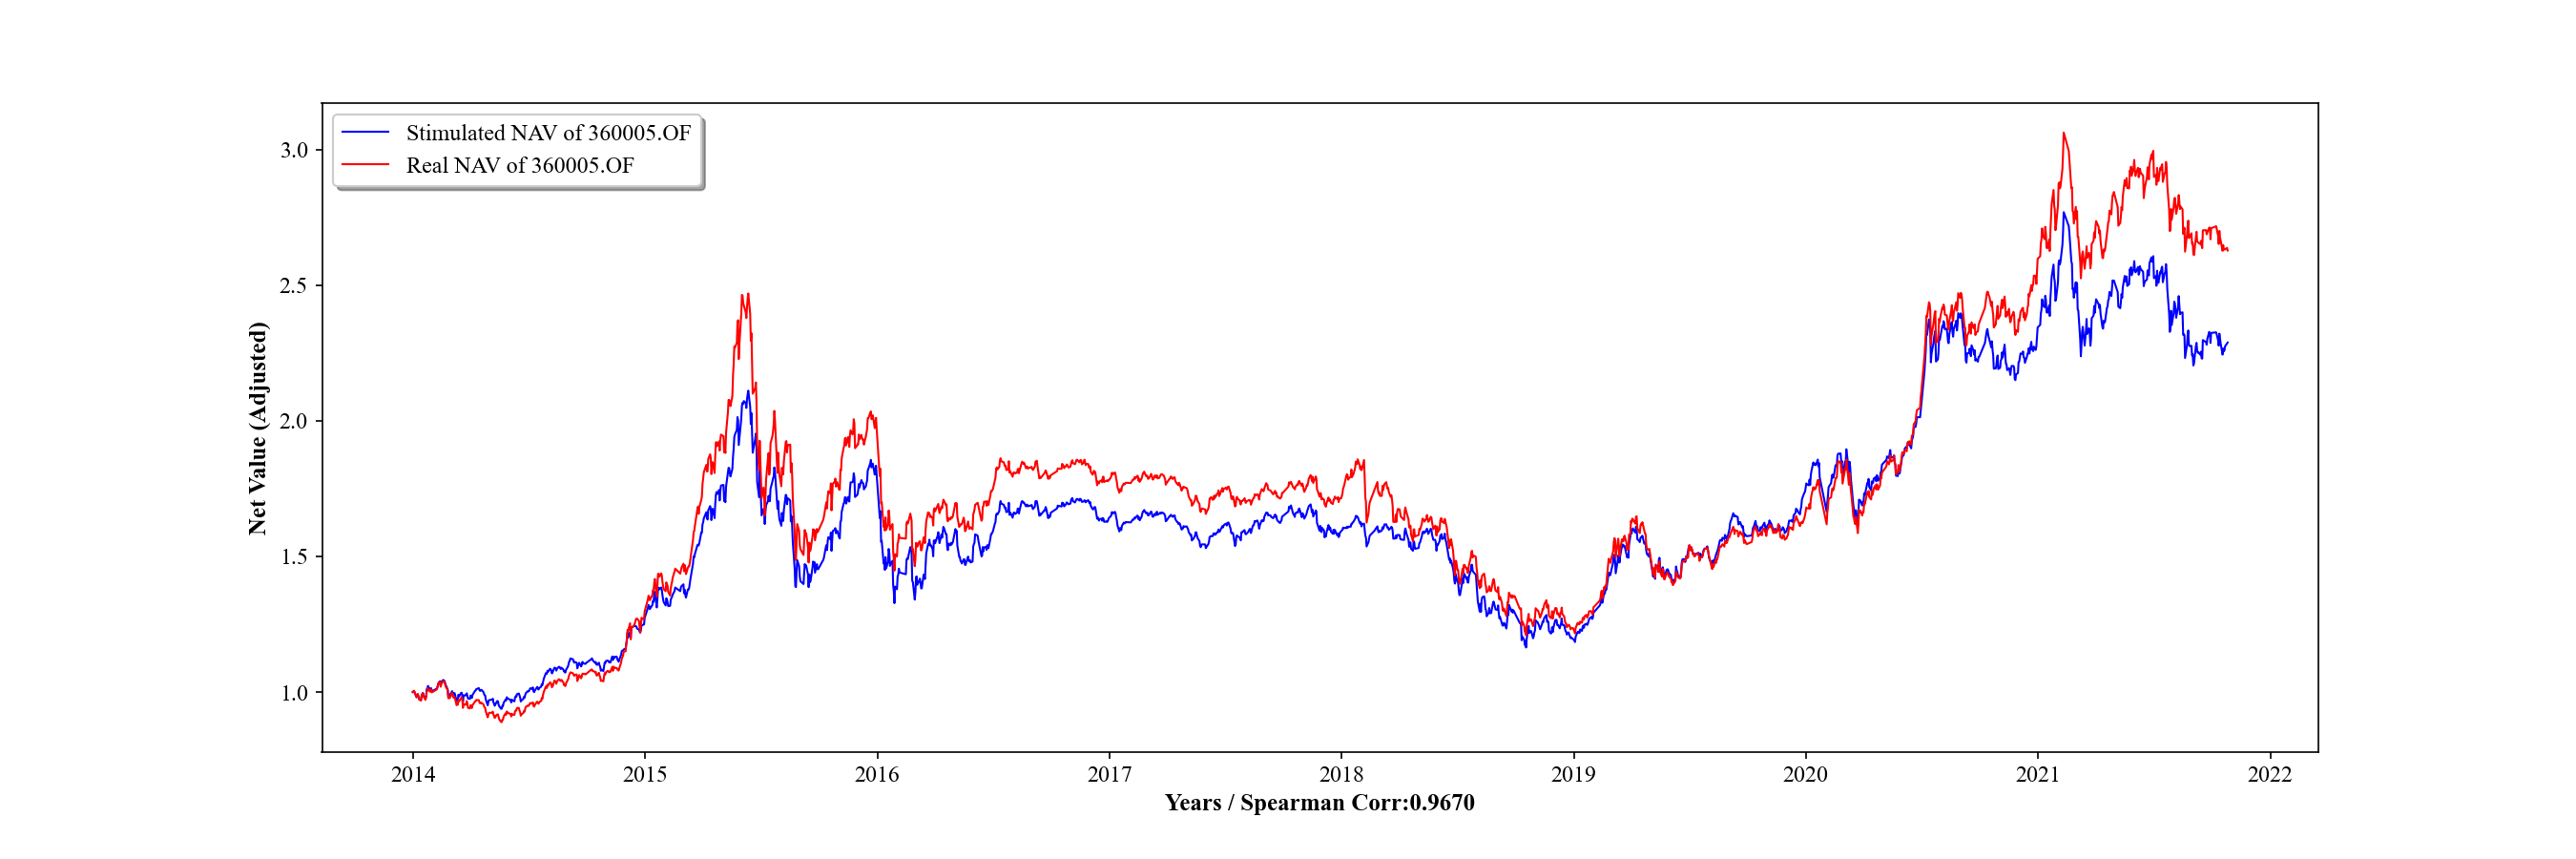 Stimulated NAV of 360005.OF
Real NAV of 360005.OF
Net Value (Adjusted)
3.0
2.5
2.0
1.5
1.0
2014 2015 2016 2017 2018 2019 2020 2021 2022
Years / Spearman Corr:0.9670